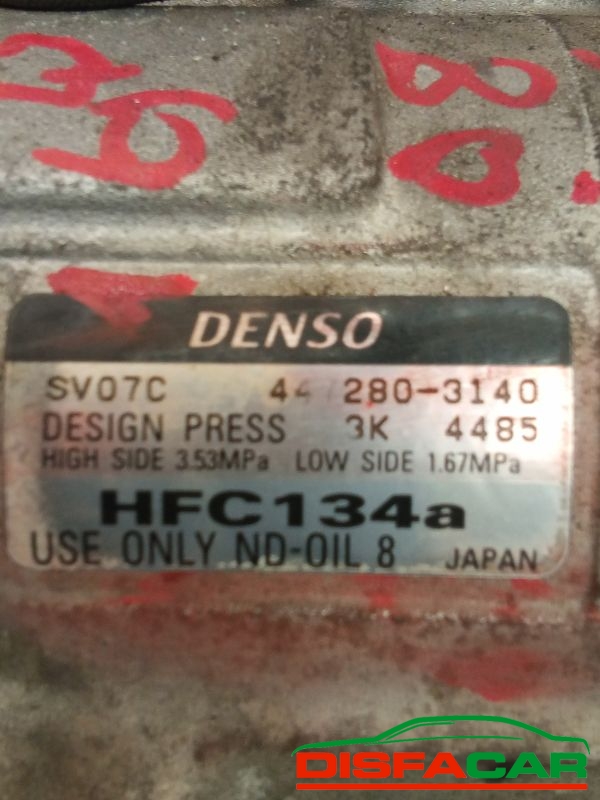 DENSO
SV07C 280-3140
DESIGN PRESS 3K 4485
HIGH SIDE 3.53MPa LOW SIDE 1.67MPa
HFC134a
USE ONLY ND-OIL 8 JAPAN
DISFACAR